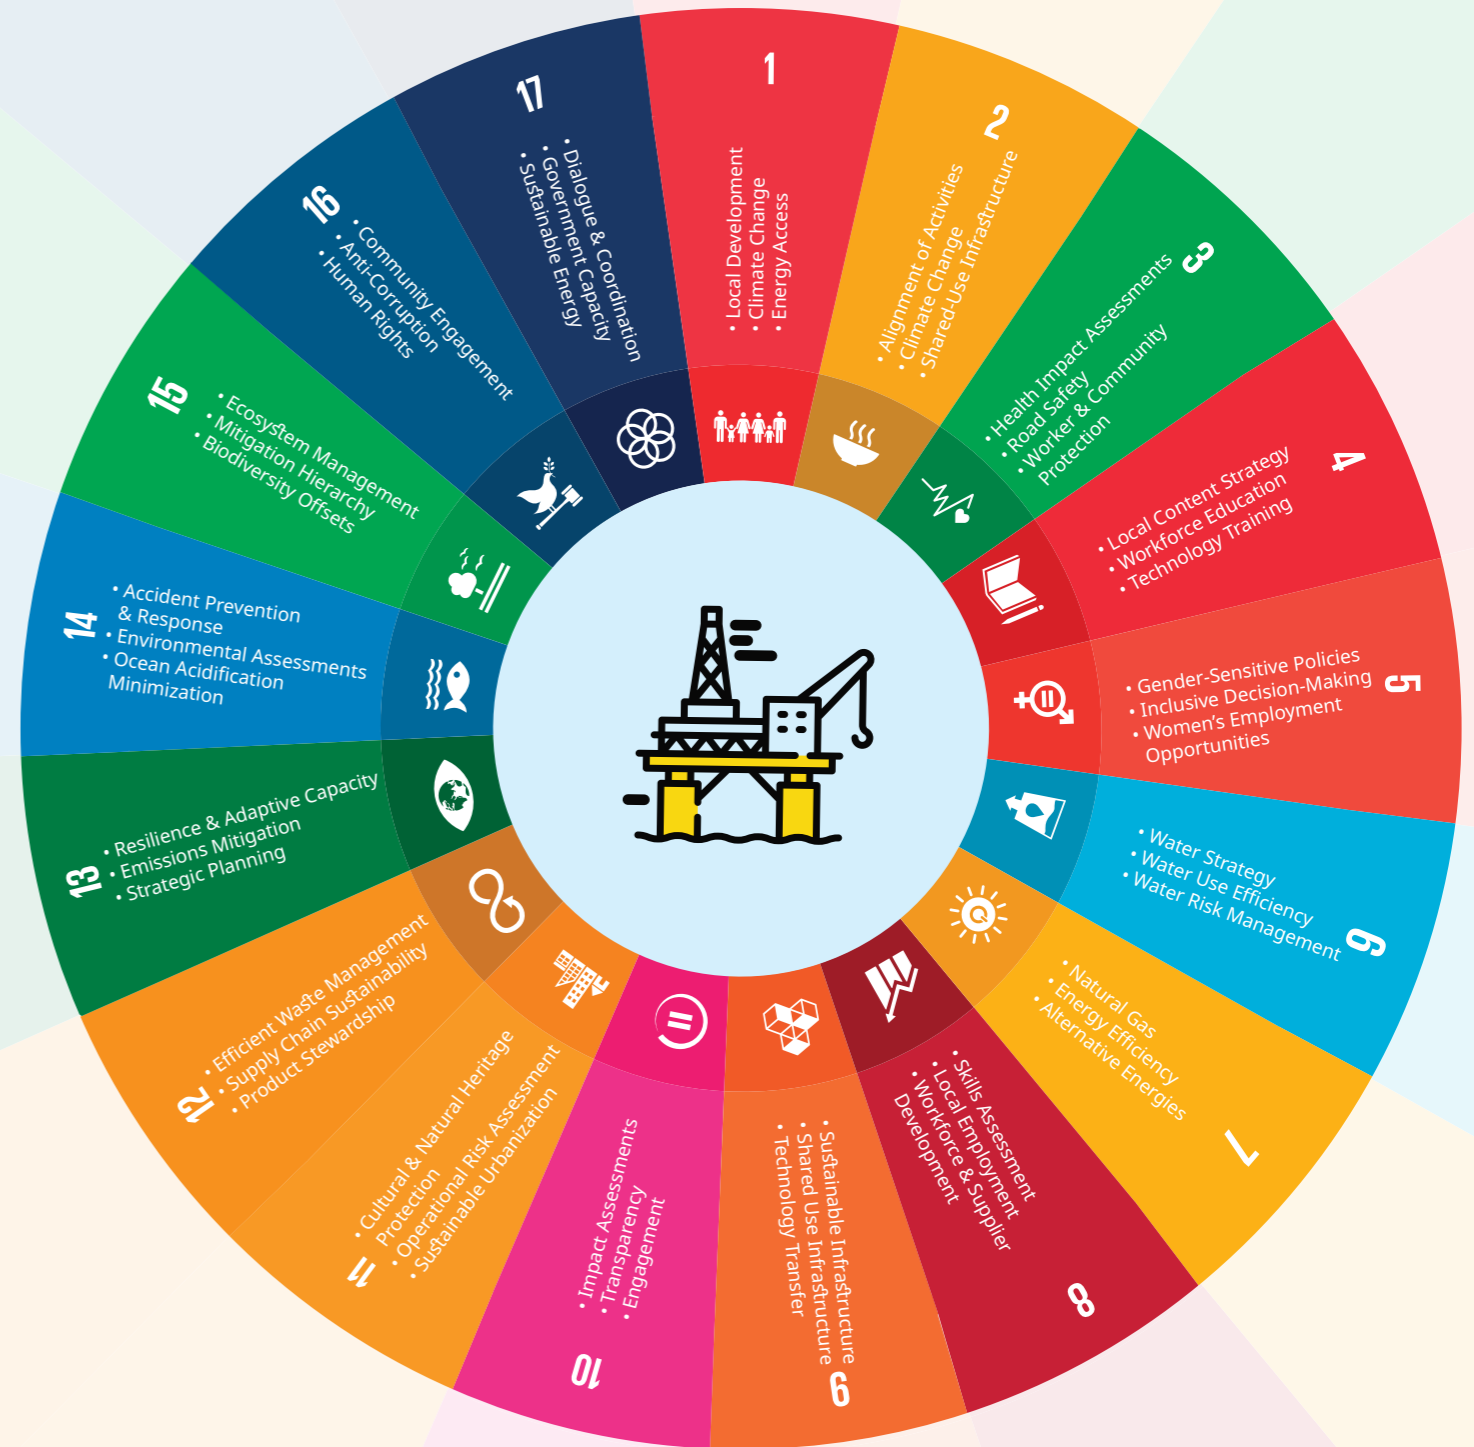 1
• Local Development
• Climate Change
• Energy Access
2
• Alignment of Activities
• Climate Change
• Shared-Use Infrastructure
3
• Health Impact Assessments
• Road Safety
• Worker & Community
Protection
4
• Local Content Strategy
• Workforce Education
• Technology Training
5
• Gender-Sensitive Policies
• Inclusive Decision-Making
• Women’s Employment
Opportunities
6
• Water Strategy
• Water Use Efficiency
• Water Risk Management
7
• Natural Gas
• Energy Efficiency
• Alternative Energies
8
• Skills Assessment
• Local Employment
• Workforce & Supplier
Development
9
• Sustainable Infrastructure
• Shared Use Infrastructure
• Technology Transfer
10
• Impact Assessments
• Transparency
• Engagement
11
• Cultural & Natural Heritage
Protection
• Operational Risk Assessment
• Sustainable Urbanization
12
• Efficient Waste Management
• Supply Chain Sustainability
• Product Stewardship
13
• Resilience & Adaptive Capacity
• Emissions Mitigation
• Strategic Planning
14
• Accident Prevention
& Response
• Environmental Assessments
• Ocean Acidification
Minimization
15
• Ecosystem Management
• Mitigation Hierarchy
• Biodiversity Offsets
16
• Community Engagement
• Anti-Corruption
• Human Rights
17
• Dialogue & Coordination
• Government Capacity
• Sustainable Energy